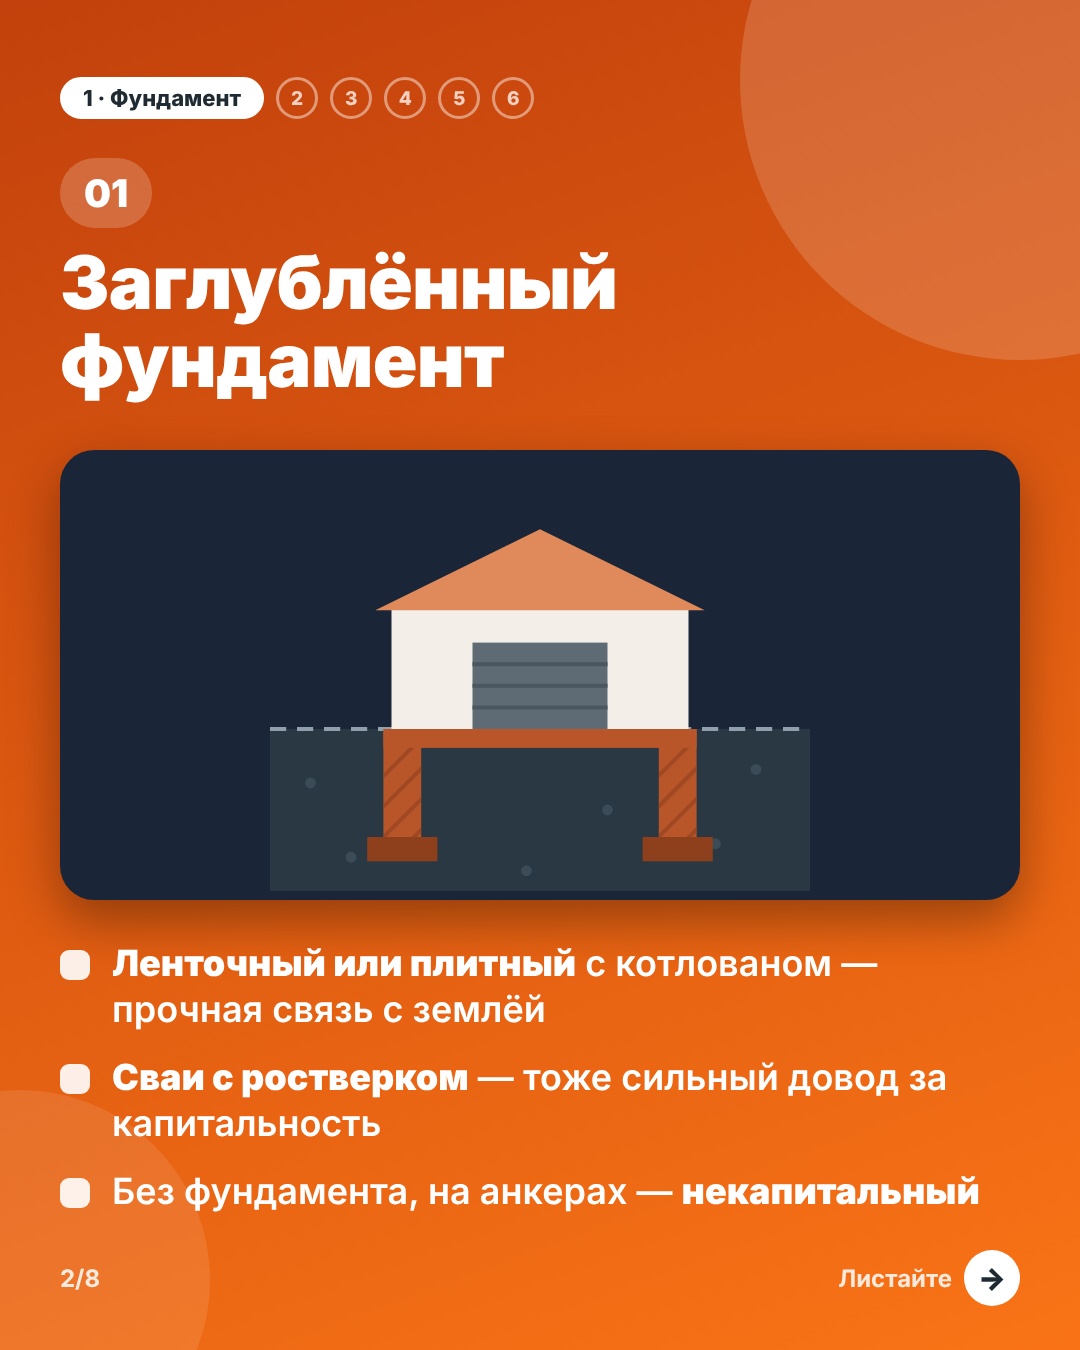 1 · Фундамент 2 3 4 5 6
01
Заглублённый
фундамент
Ленточный или плитный с котлованом —
прочная связь с землёй
Сваи с ростверком — тоже сильный довод за
капитальность
Без фундамента, на анкерах — некапитальный
2/8 Листайте →